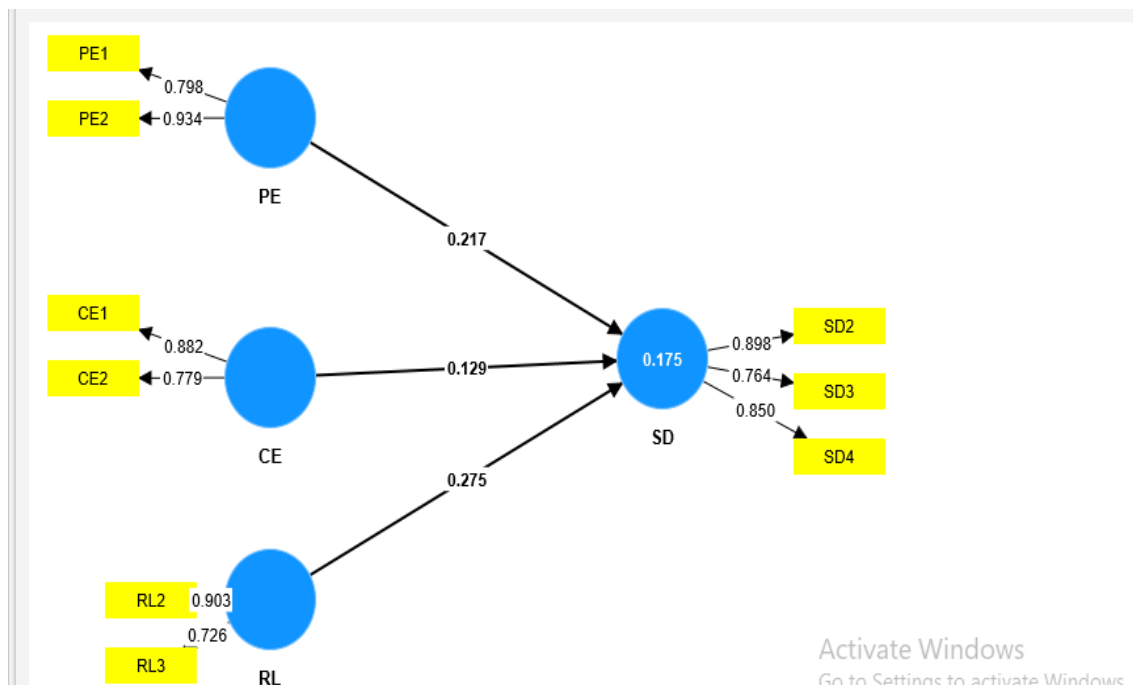 PE1
0.798
PE2
0.934
PE
0.217
CE1
0.882
CE2
0.779
CE
0.129
SD2
0.898
0.175
0.764
SD3
0.850
SD
SD4
0.275
RL2
0.903
0.726
RL3
RL
Activate Windows
Go to Settings to activate Windows